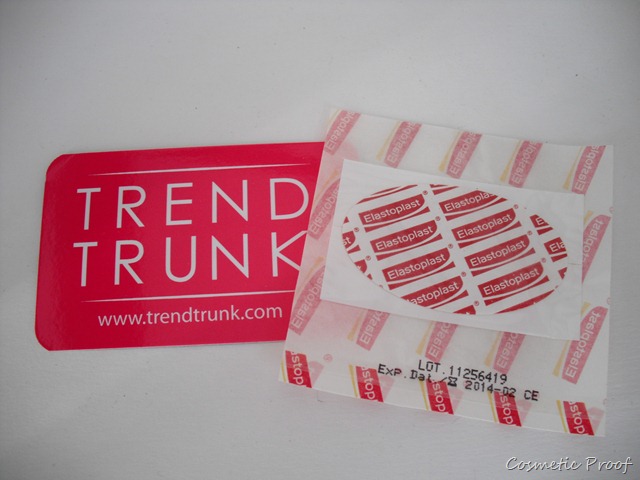 TREND
TRUNK
www.trendtrunk.com
Elastoplast
Elastoplast
Elastoplast
Elastoplast
Elastoplast
Elastoplast
Elastoplast
Elastoplast
LOT.11256419
Exp.Dat./ 2014-02 CE
Cosmetic Proof